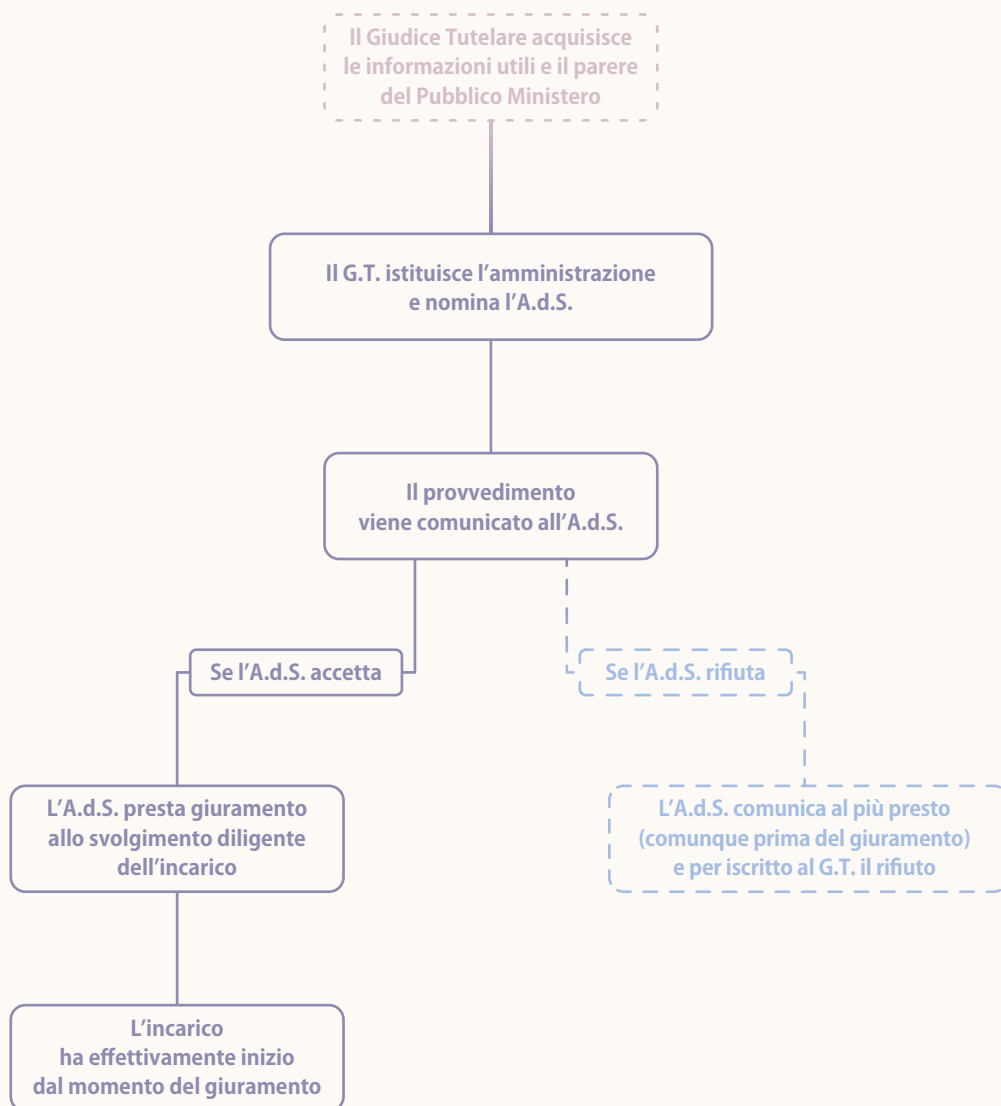 Il Giudice Tutelare acquisisce
le informazioni utili e il parere
del Pubblico Ministero
Il G.T. istituisce l’amministrazione
e nomina l’A.d.S.
Il provvedimento
viene comunicato all’A.d.S.
Se l’A.d.S. accetta
Se l’A.d.S. rifiuta
L’A.d.S. presta giuramento
allo svolgimento diligente
dell’incarico
L’A.d.S. comunica al più presto
(comunque prima del giuramento)
e per iscritto al G.T. il rifiuto
L’incarico
ha effettivamente inizio
dal momento del giuramento